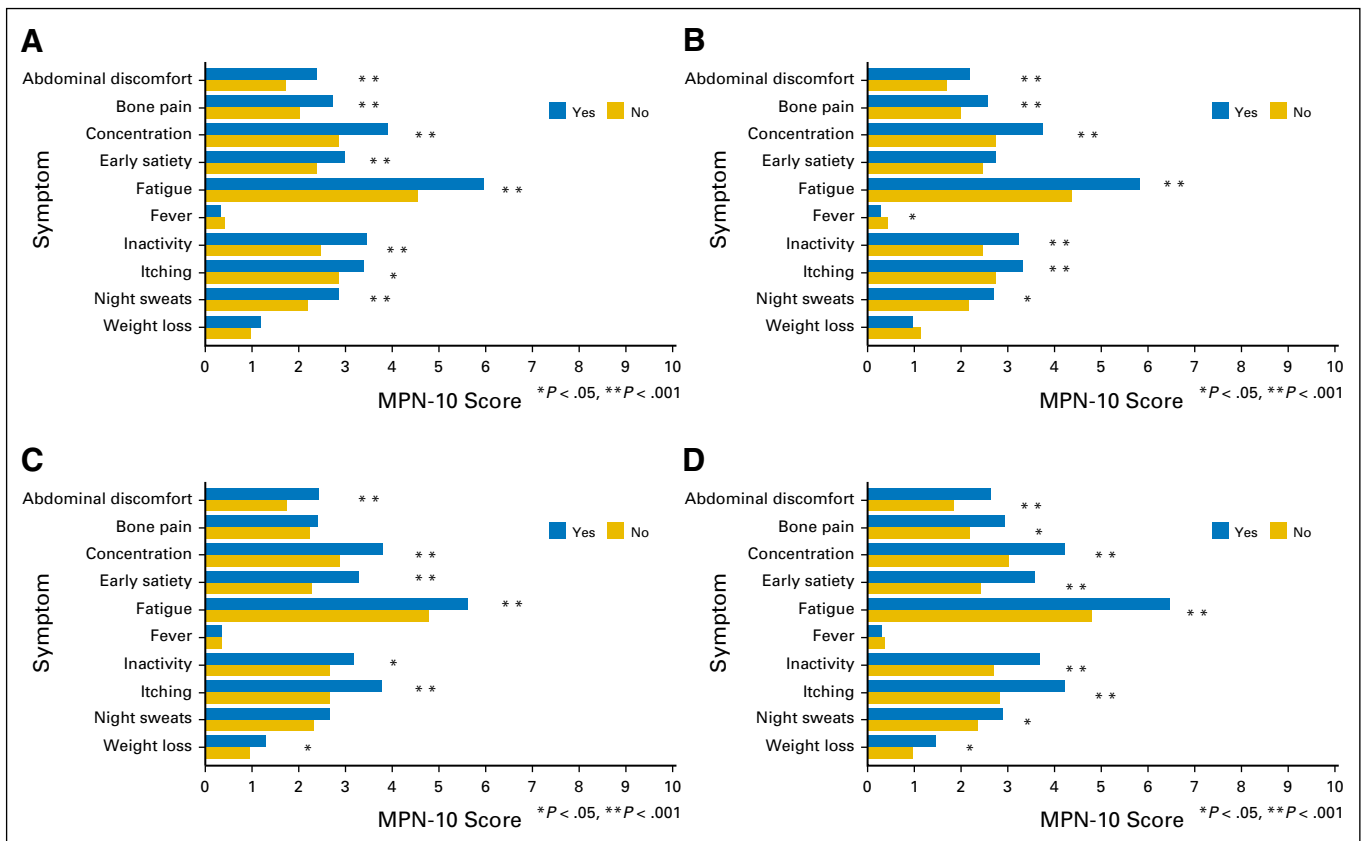 A
Symptom
Abdominal discomfort * *
Bone pain * *
Concentration * *
Early satiety * *
Fatigue * *
Fever
Inactivity * *
Itching *
Night sweats * *
Weight loss
Yes No
0 1 2 3 4 5 6 7 8 9 10
MPN-10 Score
*P < .05, **P < .001
B
Symptom
Abdominal discomfort * *
Bone pain * *
Concentration * *
Early satiety
Fatigue * *
Fever *
Inactivity * *
Itching * *
Night sweats *
Weight loss
Yes No
0 1 2 3 4 5 6 7 8 9 10
MPN-10 Score
*P < .05, **P < .001
C
Symptom
Abdominal discomfort * *
Bone pain
Concentration * *
Early satiety * *
Fatigue * *
Fever
Inactivity *
Itching * *
Night sweats
Weight loss *
Yes No
0 1 2 3 4 5 6 7 8 9 10
MPN-10 Score
*P < .05, **P < .001
D
Symptom
Abdominal discomfort * *
Bone pain *
Concentration * *
Early satiety * *
Fatigue * *
Fever
Inactivity * *
Itching * *
Night sweats *
Weight loss *
Yes No
0 1 2 3 4 5 6 7 8 9 10
MPN-10 Score
*P < .05, **P < .001